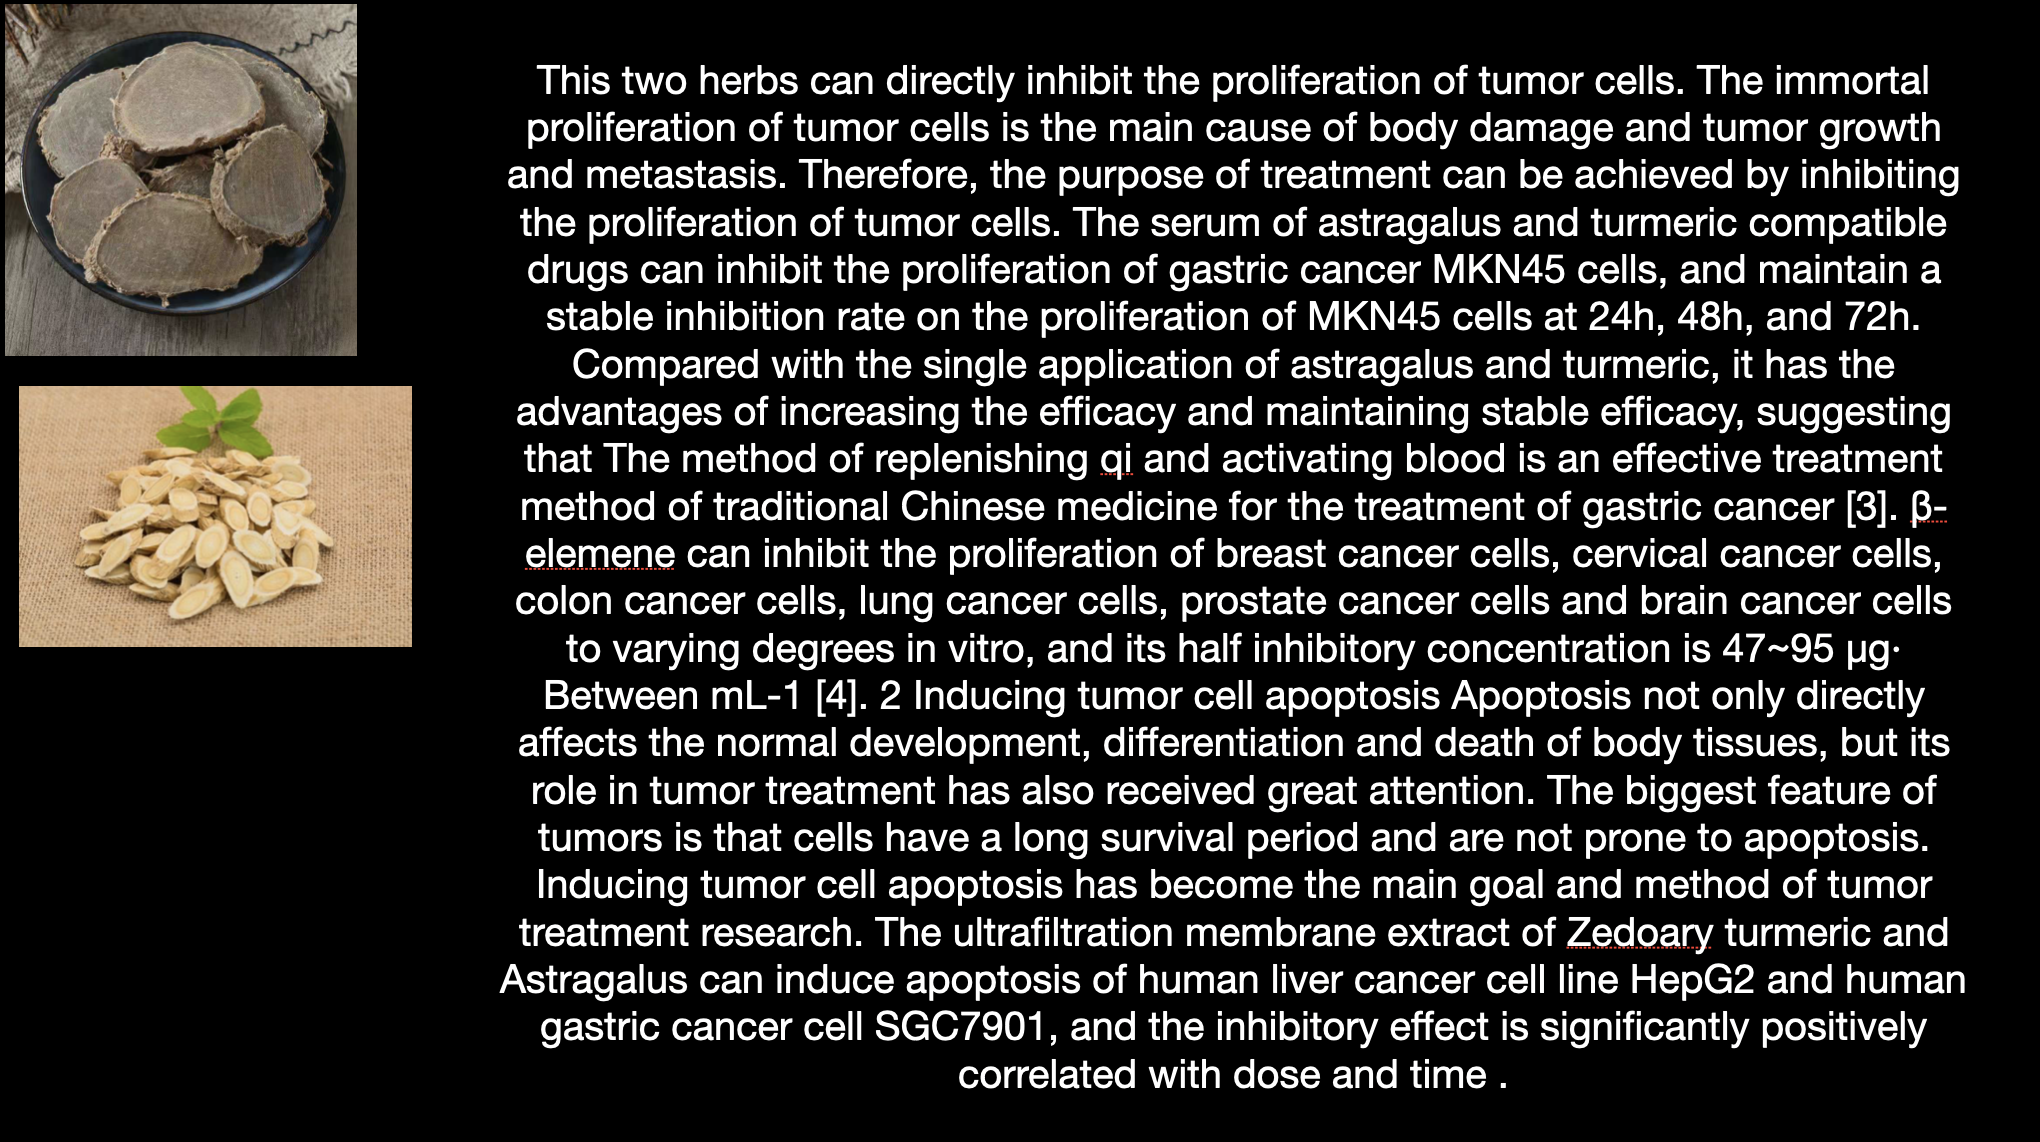 This two herbs can directly inhibit the proliferation of tumor cells. The immortal
proliferation of tumor cells is the main cause of body damage and tumor growth
and metastasis. Therefore, the purpose of treatment can be achieved by inhibiting
the proliferation of tumor cells. The serum of astragalus and turmeric compatible
drugs can inhibit the proliferation of gastric cancer MKN45 cells, and maintain a
stable inhibition rate on the proliferation of MKN45 cells at 24h, 48h, and 72h.
Compared with the single application of astragalus and turmeric, it has the
advantages of increasing the efficacy and maintaining stable efficacy, suggesting
that The method of replenishing qi and activating blood is an effective treatment
method of traditional Chinese medicine for the treatment of gastric cancer [3]. β-
elemene can inhibit the proliferation of breast cancer cells, cervical cancer cells,
colon cancer cells, lung cancer cells, prostate cancer cells and brain cancer cells
to varying degrees in vitro, and its half inhibitory concentration is 47~95 μg·
Between mL-1 [4]. 2 Inducing tumor cell apoptosis Apoptosis not only directly
affects the normal development, differentiation and death of body tissues, but its
role in tumor treatment has also received great attention. The biggest feature of
tumors is that cells have a long survival period and are not prone to apoptosis.
Inducing tumor cell apoptosis has become the main goal and method of tumor
treatment research. The ultrafiltration membrane extract of Zedoary turmeric and
Astragalus can induce apoptosis of human liver cancer cell line HepG2 and human
gastric cancer cell SGC7901, and the inhibitory effect is significantly positively
correlated with dose and time .